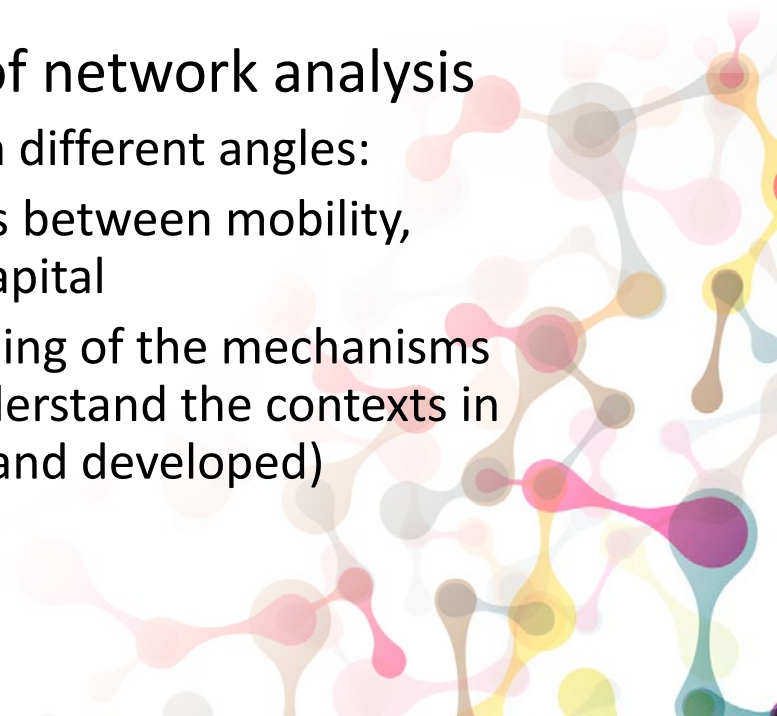 of network analysis
different angles:
s between mobility,
apital
ing of the mechanisms
lerstand the contexts in
and developed)